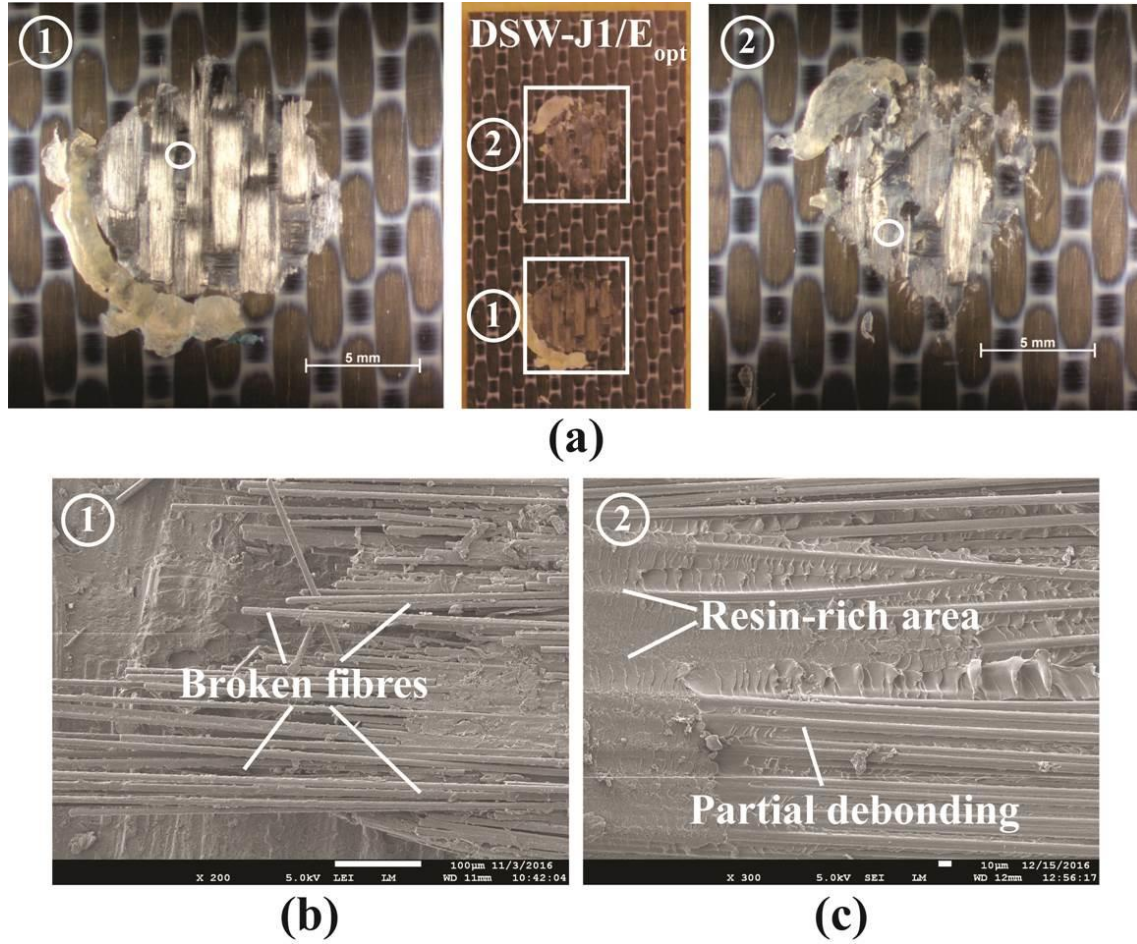 1
DSW-J1/Eopt
2
2
1
5 mm
5 mm
(a)
1
2
Broken fibres
Resin-rich area
Partial debonding
100µm 11/3/2016
X 200 5.0kV LEI LM WD 11mm 10:42:04
10µm 12/15/2016
X 300 5.0kV SEI LM WD 12mm 12:56:17
(b)
(c)